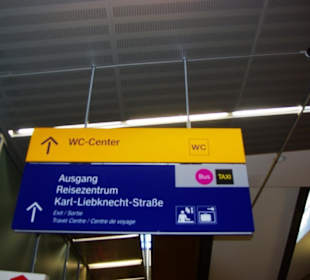 WC-Center WC
Ausgang Bus TAXI
Reisezentrum
Karl-Liebknecht-Straße
Exit / Sortie
Travel Centre / Centre de voyage